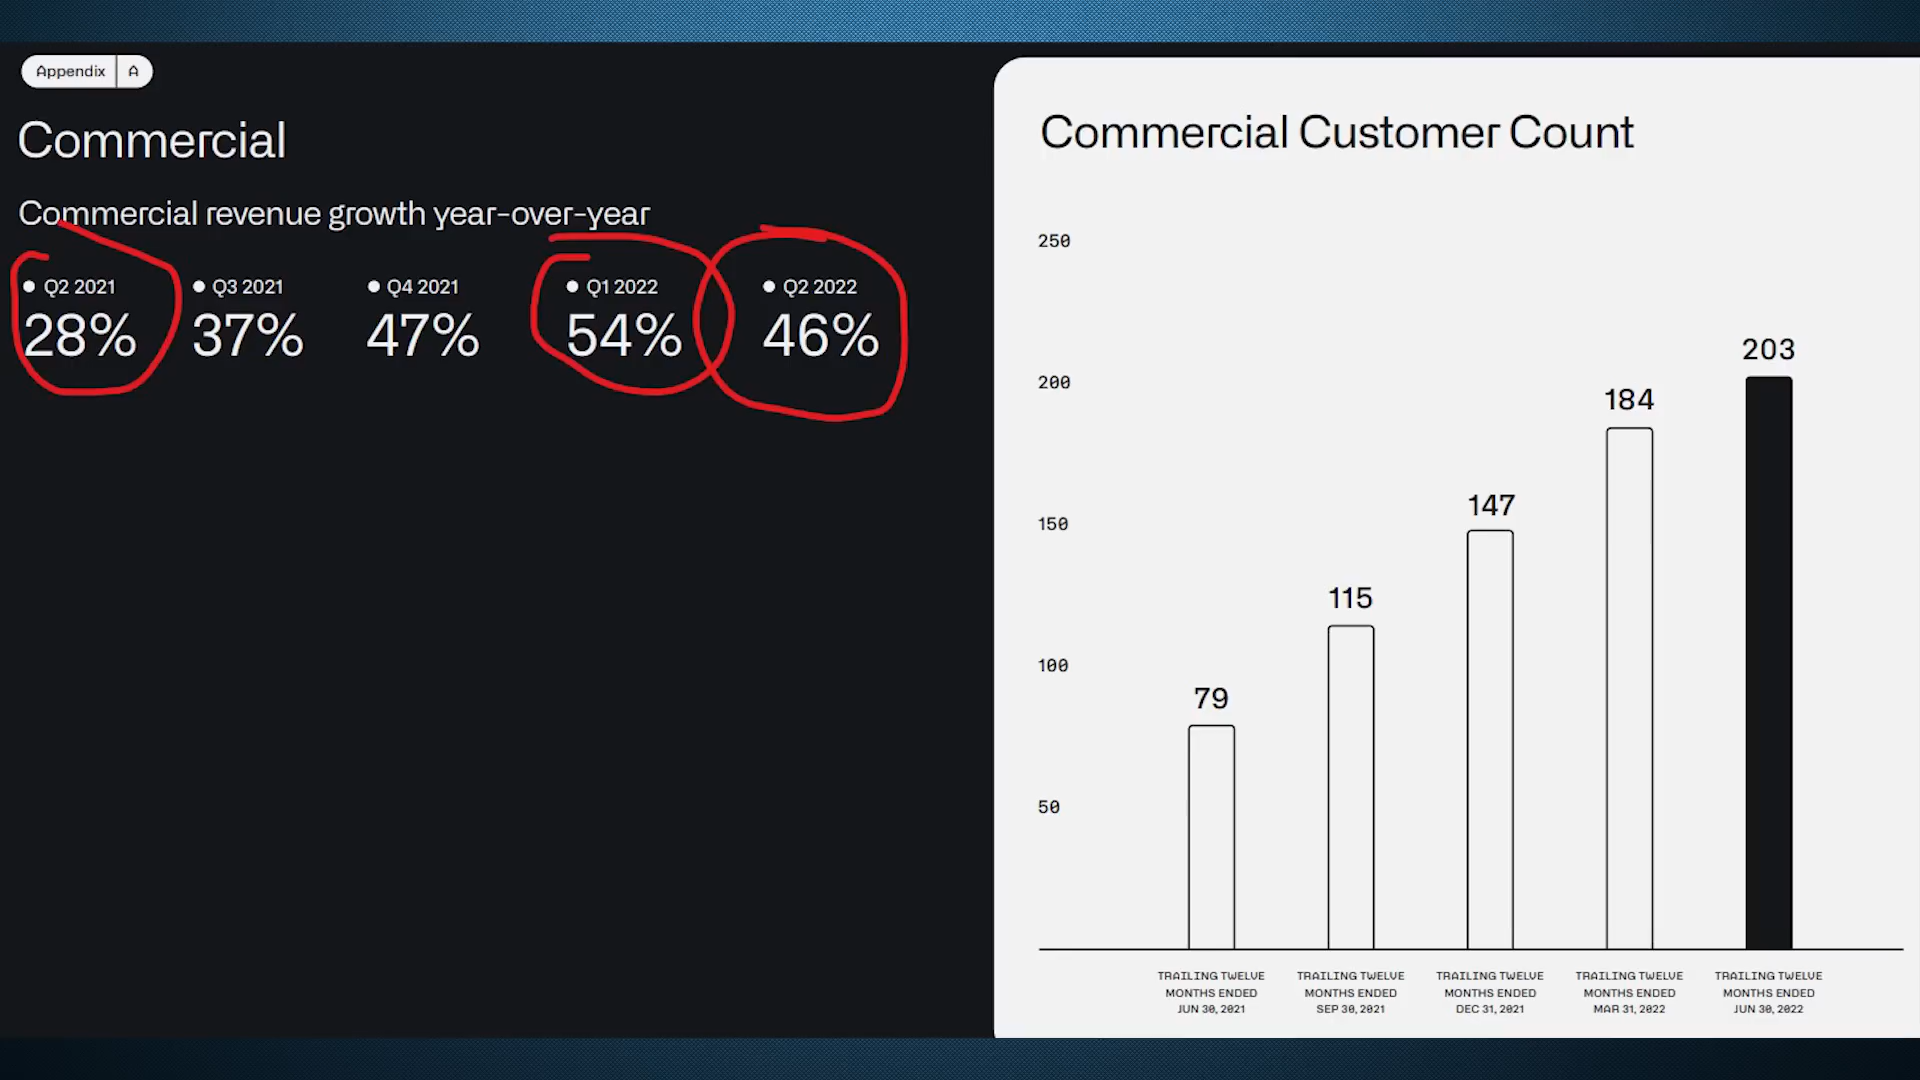 Appendix A
Commercial
Commercial revenue growth year-over-year
Q2 2021
28%
Q3 2021
37%
Q4 2021
47%
Q1 2022
54%
Q2 2022
46%
Commercial Customer Count
250
200
150
100
50
79
115
147
184
203
TRAILING TWELVE
MONTHS ENDED
JUN 30, 2021
TRAILING TWELVE
MONTHS ENDED
SEP 30, 2021
TRAILING TWELVE
MONTHS ENDED
DEC 31, 2021
TRAILING TWELVE
MONTHS ENDED
MAR 31, 2022
TRAILING TWELVE
MONTHS ENDED
JUN 30, 2022